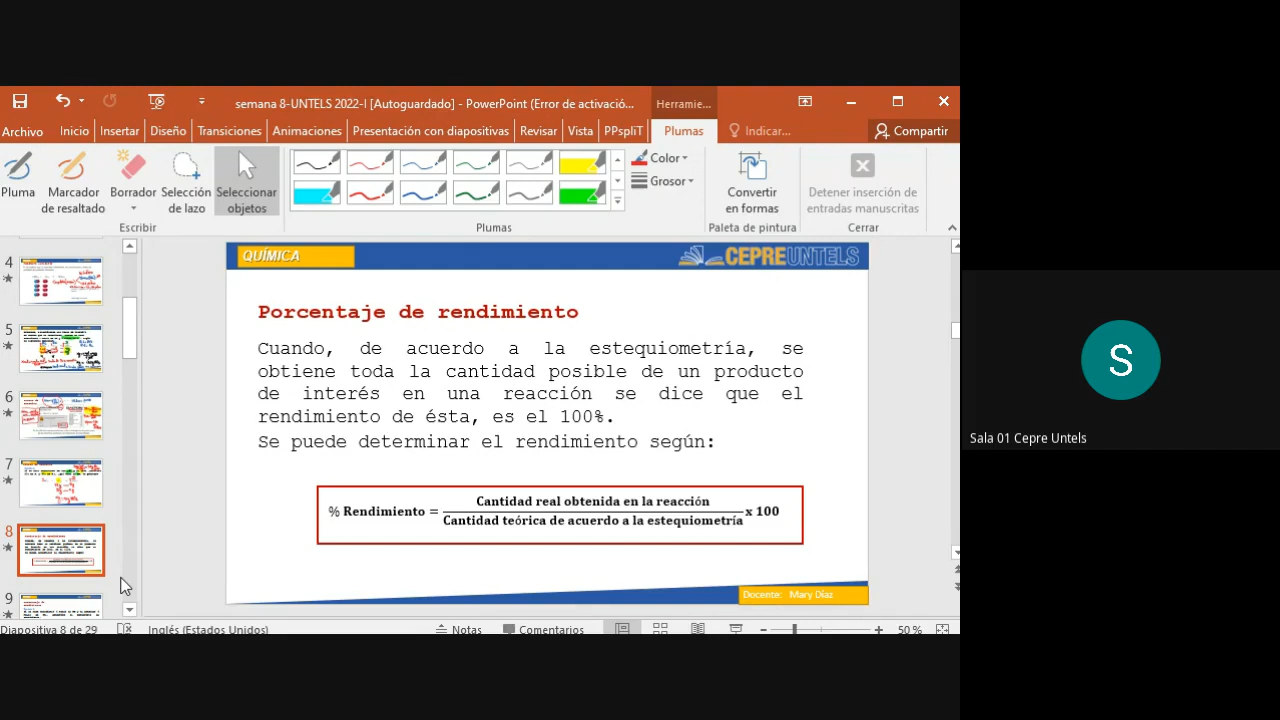 semana 8-UNTELS 2022-I [Autoguardado] - PowerPoint (Error de activació...
Herramie...
Archivo Inicio Insertar Diseño Transiciones Animaciones Presentación con diapositivas Revisar Vista PPspliT Plumas Indicar... Compartir
Pluma
Marcador de resaltado
Borrador
Selección de lazo
Seleccionar objetos
Color
Grosor
Convertir en formas
Detener inserción de entradas manuscritas
Escribir Plumas Paleta de pintura Cerrar
4
5
6
7
8
9
QUÍMICA
CEPREUNTELS
Porcentaje de rendimiento
Cuando, de acuerdo a la estequiometría, se
obtiene toda la cantidad posible de un producto
de interés en una reacción se dice que el
rendimiento de ésta, es el 100%.
Se puede determinar el rendimiento según:
% Rendimiento = Cantidad real obtenida en la reacción
Cantidad teórica de acuerdo a la estequiometría x 100
Docente: Mary Díaz
Diapositiva 8 de 29 Inglés (Estados Unidos) Notas Comentarios 50 %
S
Sala 01 Cepre Untels